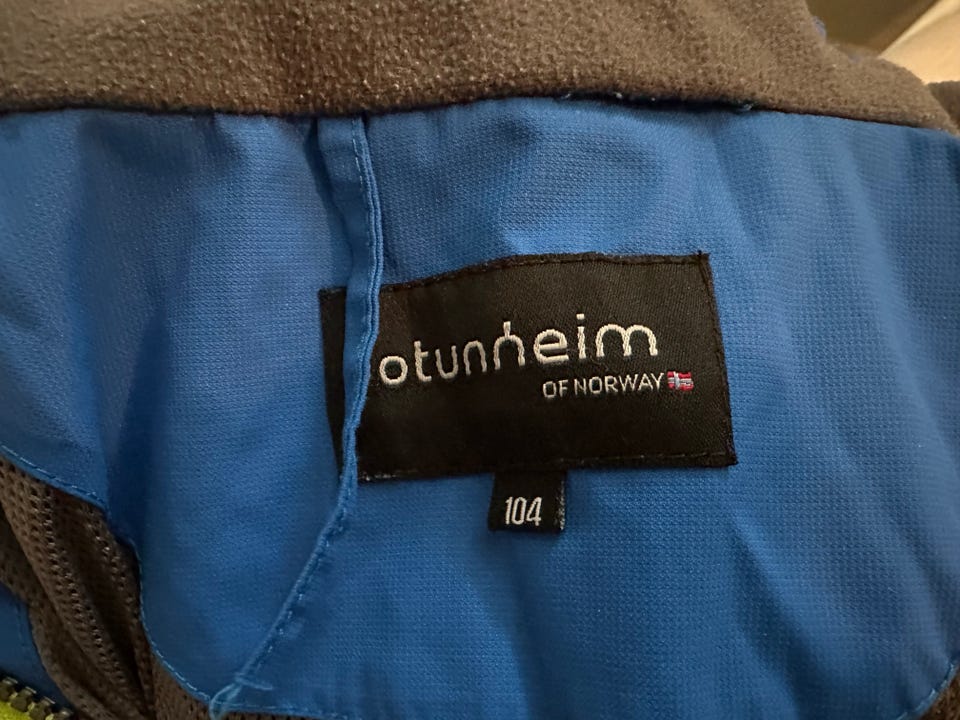 otunheim
OF NORWAY
104